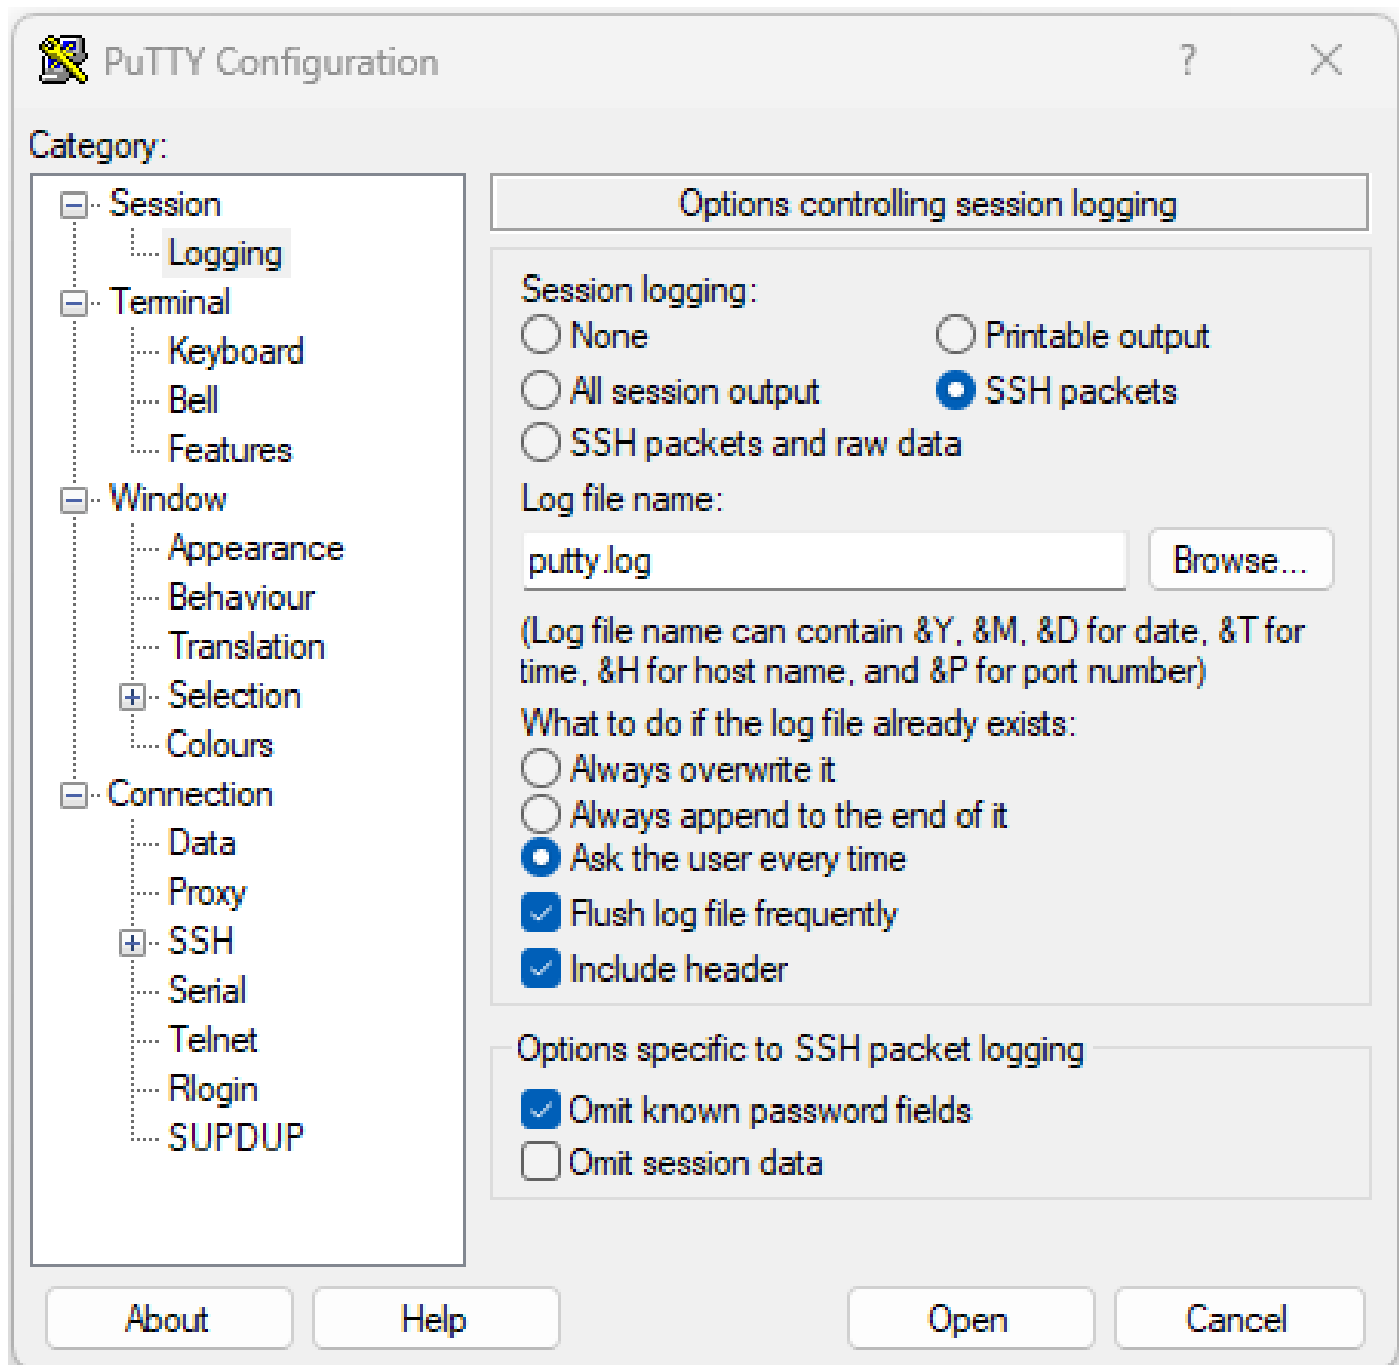 PuTTY Configuration
?
Category:
Session
Logging
Terminal
Keyboard
Bell
Features
Window
Appearance
Behaviour
Translation
Selection
Colours
Connection
Data
Proxy
SSH
Serial
Telnet
Rlogin
SUPDUP
Options controlling session logging
Session logging:
None
Printable output
All session output
SSH packets
SSH packets and raw data
Log file name:
putty.log
Browse...
(Log file name can contain &Y, &M, &D for date, &T for
time, &H for host name, and &P for port number)
What to do if the log file already exists:
Always overwrite it
Always append to the end of it
Ask the user every time
Flush log file frequently
Include header
Options specific to SSH packet logging
Omit known password fields
Omit session data
About
Help
Open
Cancel